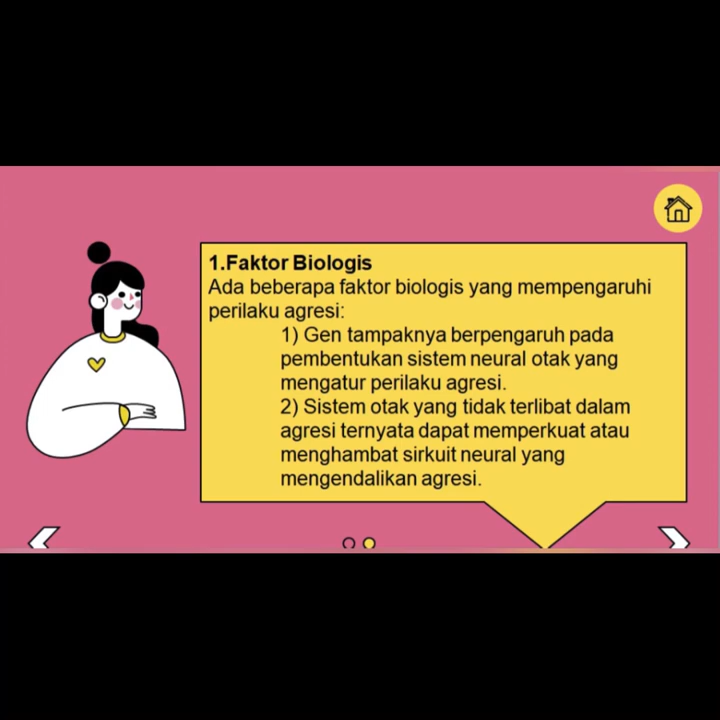 1.Faktor Biologis
Ada beberapa faktor biologis yang mempengaruhi
perilaku agresi:
1) Gen tampaknya berpengaruh pada
pembentukan sistem neural otak yang
mengatur perilaku agresi.
2) Sistem otak yang tidak terlibat dalam
agresi ternyata dapat memperkuat atau
menghambat sirkuit neural yang
mengendalikan agresi.